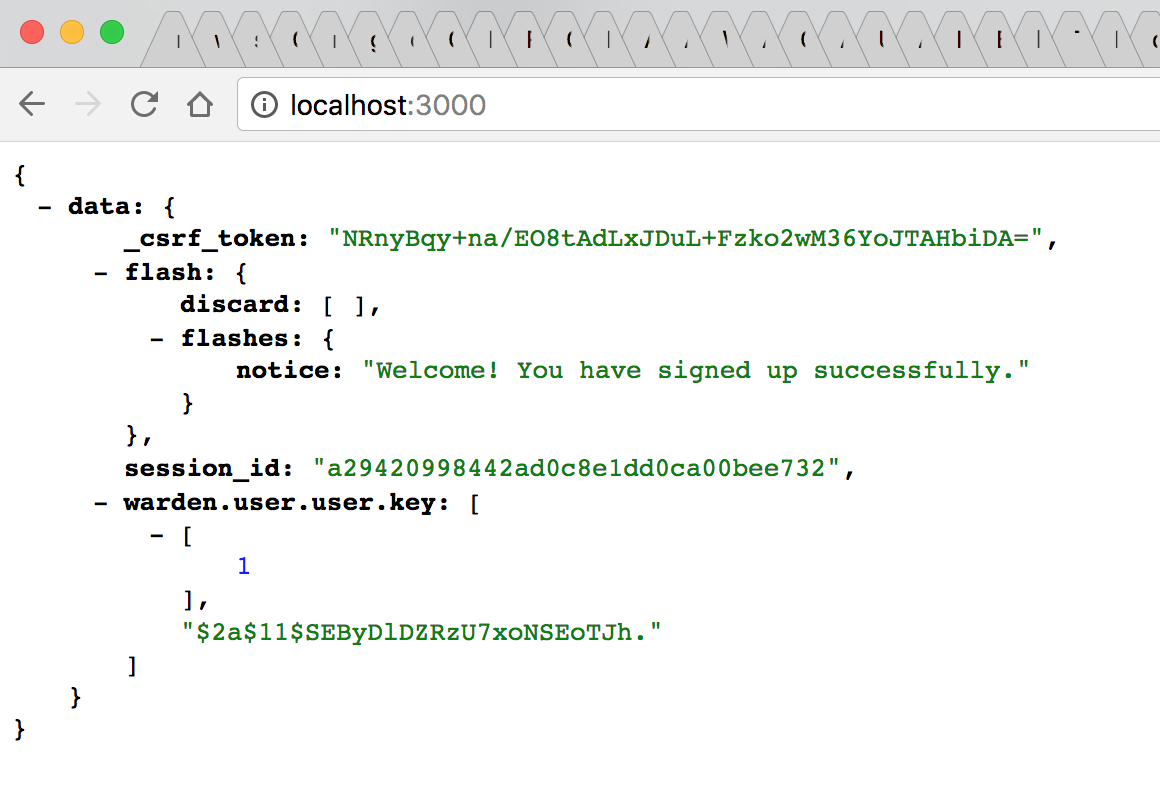 localhost:3000
{
- data: {
_csrf_token: "NRnyBqy+na/EO8tAdLxJDuL+Fzko2wM36YoJTAHbiDA=",
- flash: {
discard: [ ],
- flashes: {
notice: "Welcome! You have signed up successfully."
}
},
session_id: "a29420998442ad0c8e1dd0ca00bee732",
- warden.user.user.key: [
- [
1
],
"$2a$11$SEByDlDZRzU7xoNSEoTJh."
]
}
}